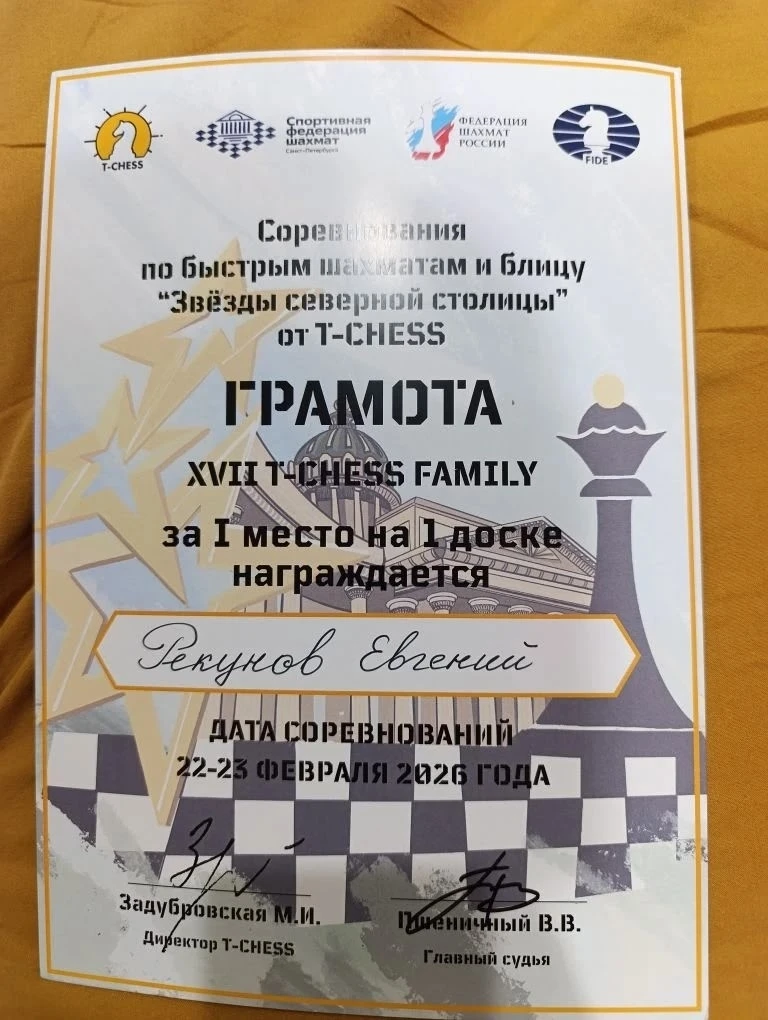 T-CHESS
Спортивная
федерация
шахмат
Санкт-Петербурга
ФЕДЕРАЦИЯ
ШАХМАТ
РОССИИ
FIDE
Соревнования
по быстрым шахматам и блицу
“Звёзды северной столицы”
от T-CHESS
ГРАМОТА
XVII T-CHESS FAMILY
за I место на 1 доске
награждается
Рекунов Евгений
ДАТА СОРЕВНОВАНИЙ
22-23 ФЕВРАЛЯ 2026 ГОДА
Задубровская М.И.
Директор T-CHESS
Пшеничный В.В.
Главный судья